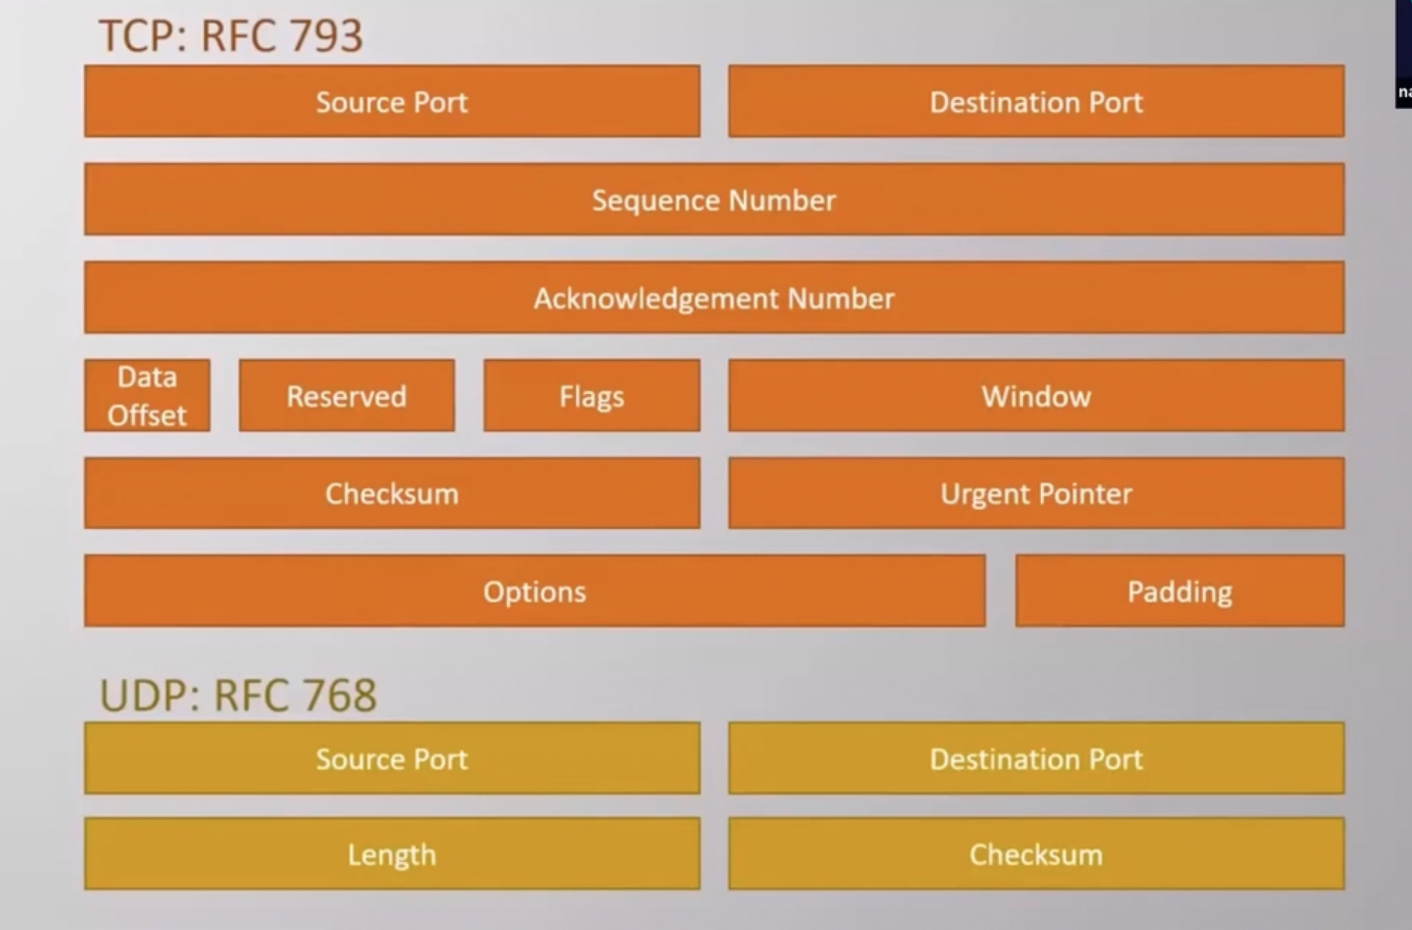 TCP: RFC 793
Source Port
Destination Port
Sequence Number
Acknowledgement Number
Data
Offset
Reserved
Flags
Window
Checksum
Urgent Pointer
Options
Padding
UDP: RFC 768
Source Port
Destination Port
Length
Checksum